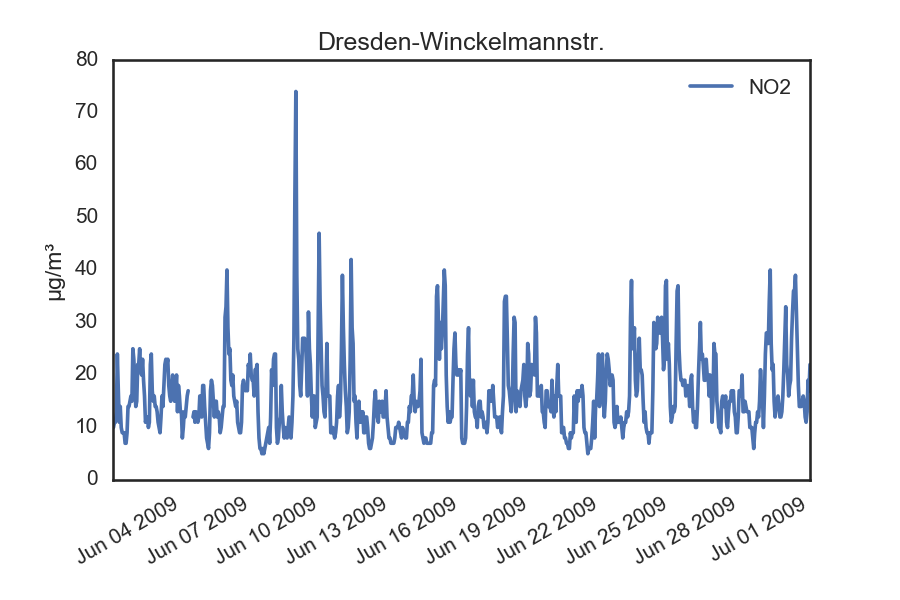 Dresden-Winckelmannstr.
80
70
60
50
40
30
20
10
0
µg/m³
NO2
Jun 04 2009
Jun 07 2009
Jun 10 2009
Jun 13 2009
Jun 16 2009
Jun 19 2009
Jun 22 2009
Jun 25 2009
Jun 28 2009
Jul 01 2009